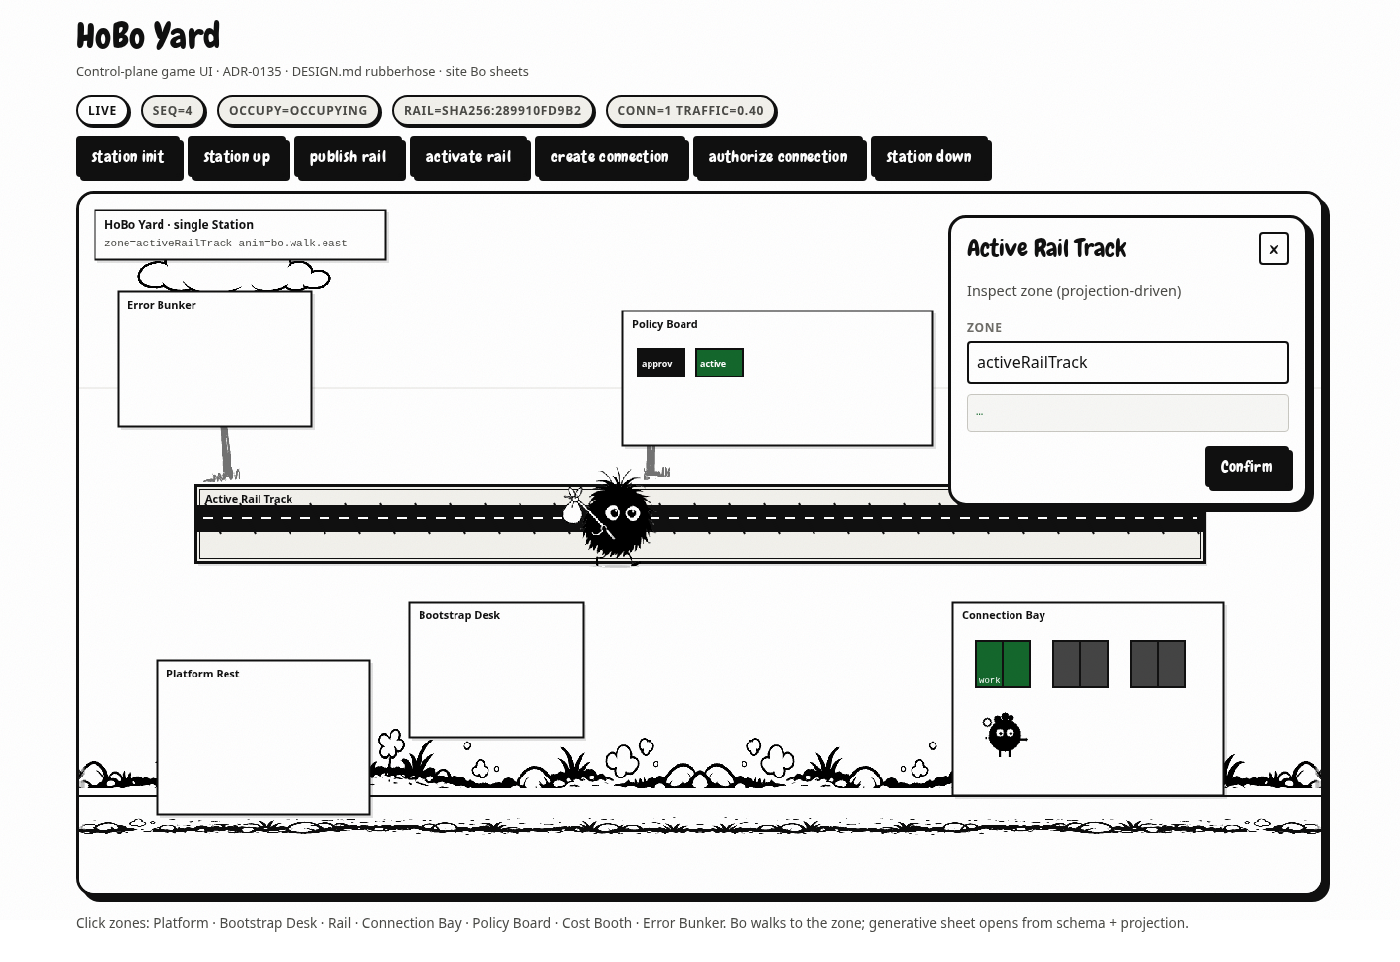 HoBo Yard
Control-plane game UI · ADR-0135 · DESIGN.md rubberhose · site Bo sheets
LIVE
SEQ=4
OCCUPY=OCCUPYING
RAIL=SHA256:289910FD9B2
CONN=1 TRAFFIC=0.40
station init
station up
publish rail
activate rail
create connection
authorize connection
station down
HoBo Yard · single Station
zone=activeRailTrack anim=bo.walk.east
Error Bunker
Policy Board
approv
active
Active Rail Track
x
Inspect zone (projection-driven)
ZONE
activeRailTrack
…
Confirm
Active Rail Track
Bootstrap Desk
Connection Bay
work
Platform Rest
Click zones: Platform · Bootstrap Desk · Rail · Connection Bay · Policy Board · Cost Booth · Error Bunker. Bo walks to the zone; generative sheet opens from schema + projection.